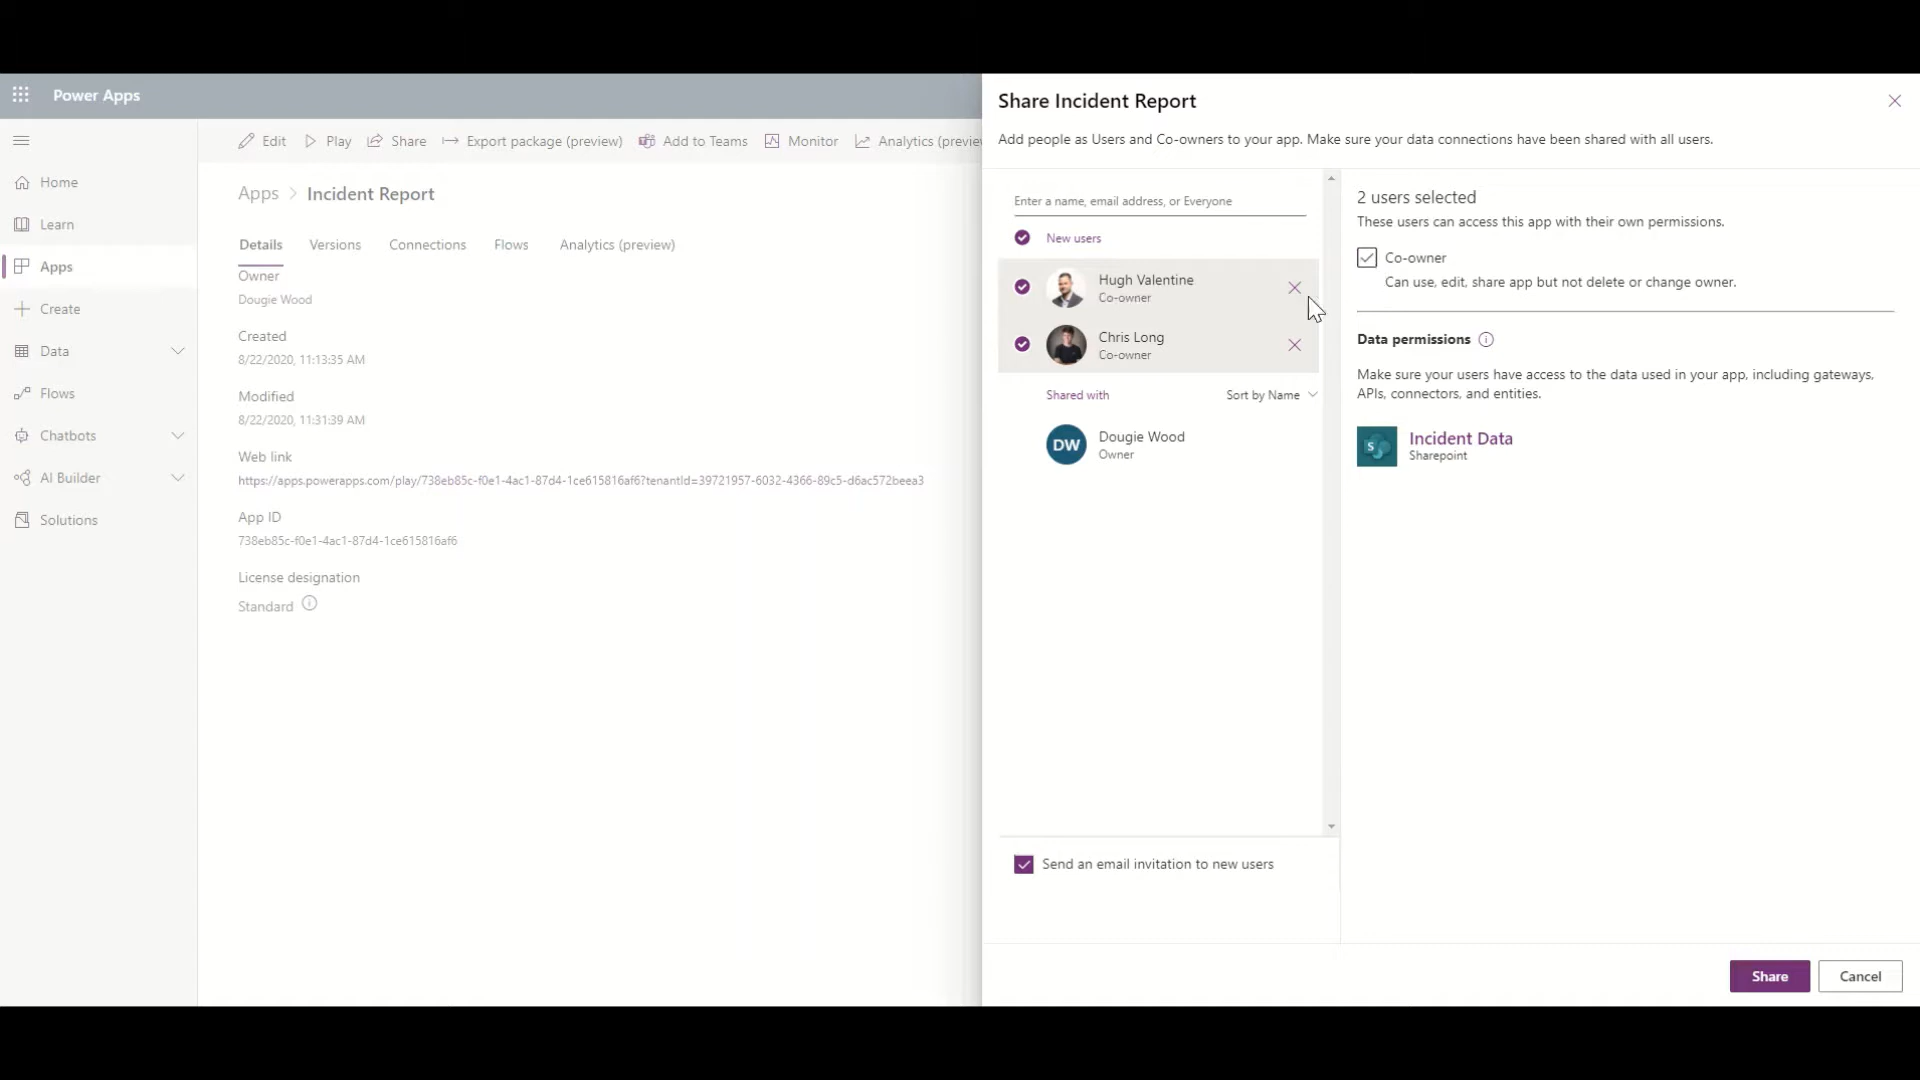 Power Apps
Edit Play Share Export package (preview) Add to Teams Monitor Analytics (previe
Home
Learn
Apps
Create
Data
Flows
Chatbots
AI Builder
Solutions
Apps > Incident Report
Details Versions Connections Flows Analytics (preview)
Owner
Dougie Wood
Created
8/22/2020, 11:13:35 AM
Modified
8/22/2020, 11:31:39 AM
Web link
https://apps.powerapps.com/play/738eb85c-f0e1-4ac1-87d4-1ce615816af6?tenantId=39721957-6032-4366-89c5-d6ac572beea3
App ID
738eb85c-f0e1-4ac1-87d4-1ce615816af6
License designation
Standard
Share Incident Report
Add people as Users and Co-owners to your app. Make sure your data connections have been shared with all users.
Enter a name, email address, or Everyone
New users
Hugh Valentine
Co-owner
Chris Long
Co-owner
Shared with Sort by Name
DW
Dougie Wood
Owner
Send an email invitation to new users
2 users selected
These users can access this app with their own permissions.
Co-owner
Can use, edit, share app but not delete or change owner.
Data permissions
Make sure your users have access to the data used in your app, including gateways,
APIs, connectors, and entities.
S
Incident Data
Sharepoint
Share Cancel